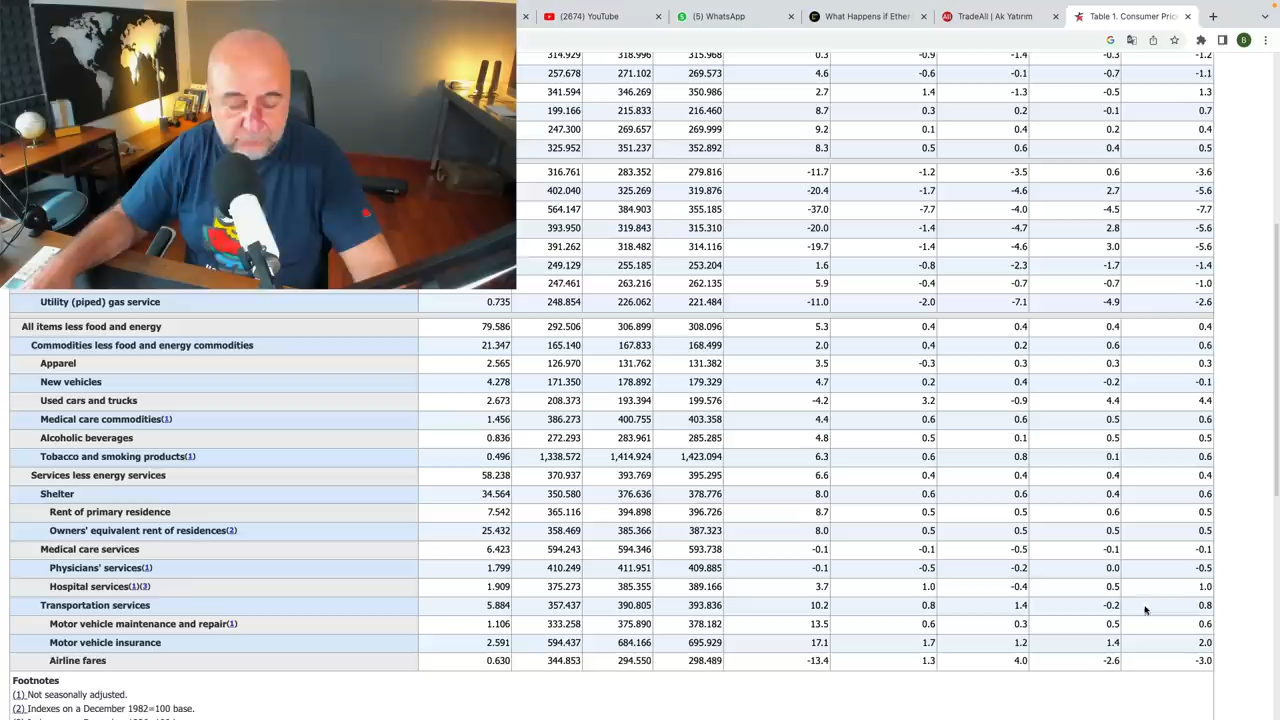 (2674) YouTube
(5) WhatsApp
What Happens if Ether
TradeAll | Ak Yatırım
Table 1. Consumer Pric
314.929 318.996 315.968 0.3 -0.9 -1.4 -0.3 -1.2
257.678 271.102 269.573 4.6 -0.6 -0.1 -0.7 -1.1
341.594 346.269 350.986 2.7 1.4 -1.3 -0.5 1.3
199.166 215.833 216.460 8.7 0.3 0.2 -0.1 0.7
247.300 269.657 269.999 9.2 0.1 0.4 0.2 0.4
325.952 351.237 352.892 8.3 0.5 0.6 0.4 0.5
316.761 283.352 279.816 -11.7 -1.2 -3.5 0.6 -3.6
402.040 325.269 319.876 -20.4 -1.7 -4.6 2.7 -5.6
564.147 384.903 355.185 -37.0 -7.7 -4.0 -4.5 -7.7
393.950 319.843 315.310 -20.0 -1.4 -4.7 2.8 -5.6
391.262 318.482 314.116 -19.7 -1.4 -4.6 3.0 -5.6
249.129 255.185 253.204 1.6 -0.8 -2.3 -1.7 -1.4
247.461 263.216 262.135 5.9 -0.4 -0.7 -0.7 -1.0
Utility (piped) gas service 0.735 248.854 226.062 221.484 -11.0 -2.0 -7.1 -4.9 -2.6
All items less food and energy 79.586 292.506 306.899 308.096 5.3 0.4 0.4 0.4 0.4
Commodities less food and energy commodities 21.347 165.140 167.833 168.499 2.0 0.4 0.2 0.6 0.6
Apparel 2.565 126.970 131.762 131.382 3.5 -0.3 0.3 0.3 0.3
New vehicles 4.278 171.350 178.892 179.329 4.7 0.2 0.4 -0.2 -0.1
Used cars and trucks 2.673 208.373 193.394 199.576 -4.2 3.2 -0.9 4.4 4.4
Medical care commodities(1) 1.456 386.273 400.755 403.358 4.4 0.6 0.6 0.5 0.6
Alcoholic beverages 0.836 272.293 283.961 285.285 4.8 0.5 0.1 0.5 0.5
Tobacco and smoking products(1) 0.496 1,338.572 1,414.924 1,423.094 6.3 0.6 0.8 0.1 0.6
Services less energy services 58.238 370.937 393.769 395.295 6.6 0.4 0.4 0.4 0.4
Shelter 34.564 350.580 376.636 378.776 8.0 0.6 0.6 0.4 0.6
Rent of primary residence 7.542 365.116 394.898 396.726 8.7 0.5 0.5 0.6 0.5
Owners' equivalent rent of residences(2) 25.432 358.469 385.366 387.323 8.0 0.5 0.5 0.5 0.5
Medical care services 6.423 594.243 594.346 593.738 -0.1 -0.1 -0.5 -0.1 -0.1
Physicians' services(1) 1.799 410.249 411.951 409.885 -0.1 -0.5 -0.2 0.0 -0.5
Hospital services(1)(3) 1.909 375.273 385.355 389.166 3.7 1.0 -0.4 0.5 1.0
Transportation services 5.884 357.437 390.805 393.836 10.2 0.8 1.4 -0.2 0.8
Motor vehicle maintenance and repair(1) 1.106 333.258 375.890 378.182 13.5 0.6 0.3 0.5 0.6
Motor vehicle insurance 2.591 594.437 684.166 695.929 17.1 1.7 1.2 1.4 2.0
Airline fares 0.630 344.853 294.550 298.489 -13.4 1.3 4.0 -2.6 -3.0
Footnotes
(1) Not seasonally adjusted.
(2) Indexes on a December 1982=100 base.